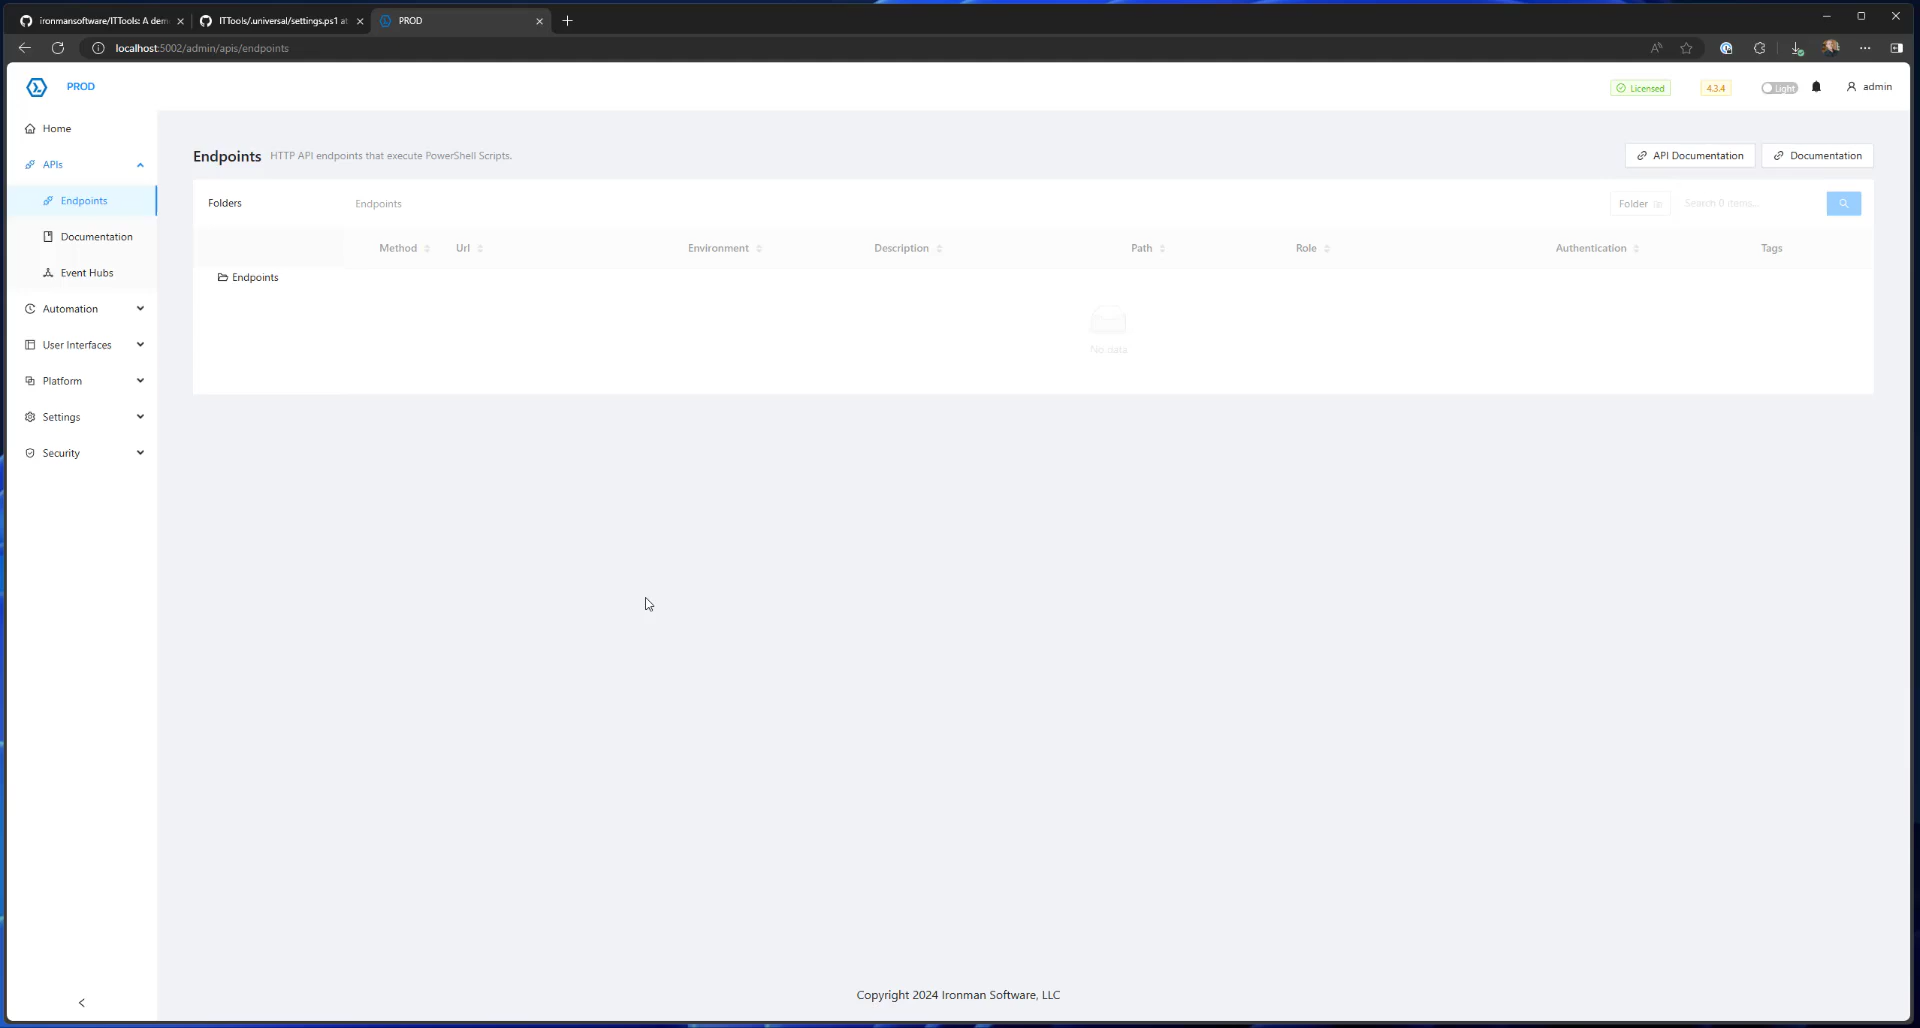 ironmansoftware/ITTools: A dem
ITTools/.universal/settings.ps1 at
PROD
localhost:5002/admin/apis/endpoints
PROD
Licensed
4.3.4
Light
admin
Home
APIs
Endpoints
Documentation
Event Hubs
Automation
User Interfaces
Platform
Settings
Security
Endpoints HTTP API endpoints that execute PowerShell Scripts.
API Documentation
Documentation
Folders
Endpoints
Folder
Search 0 items...
Method Url Environment Description Path Role Authentication Tags
Endpoints
No data
Copyright 2024 Ironman Software, LLC